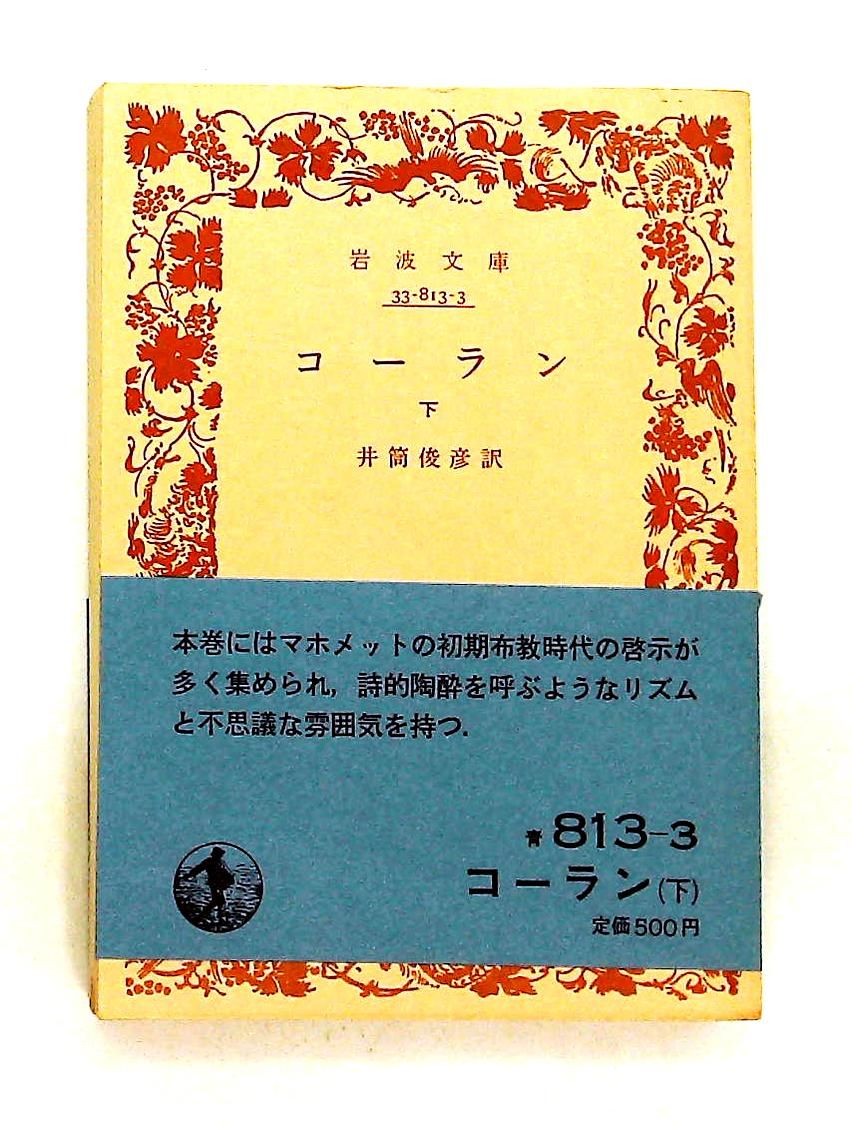 岩波文庫
33-813-3
コーラン
下
井筒俊彦訳
本巻にはマホメットの初期布教時代の啓示が
多く集められ，詩的陶酔を呼ぶようなリズム
と不思議な雰囲気を持つ．
青 813-3
コーラン(下)
定価500円